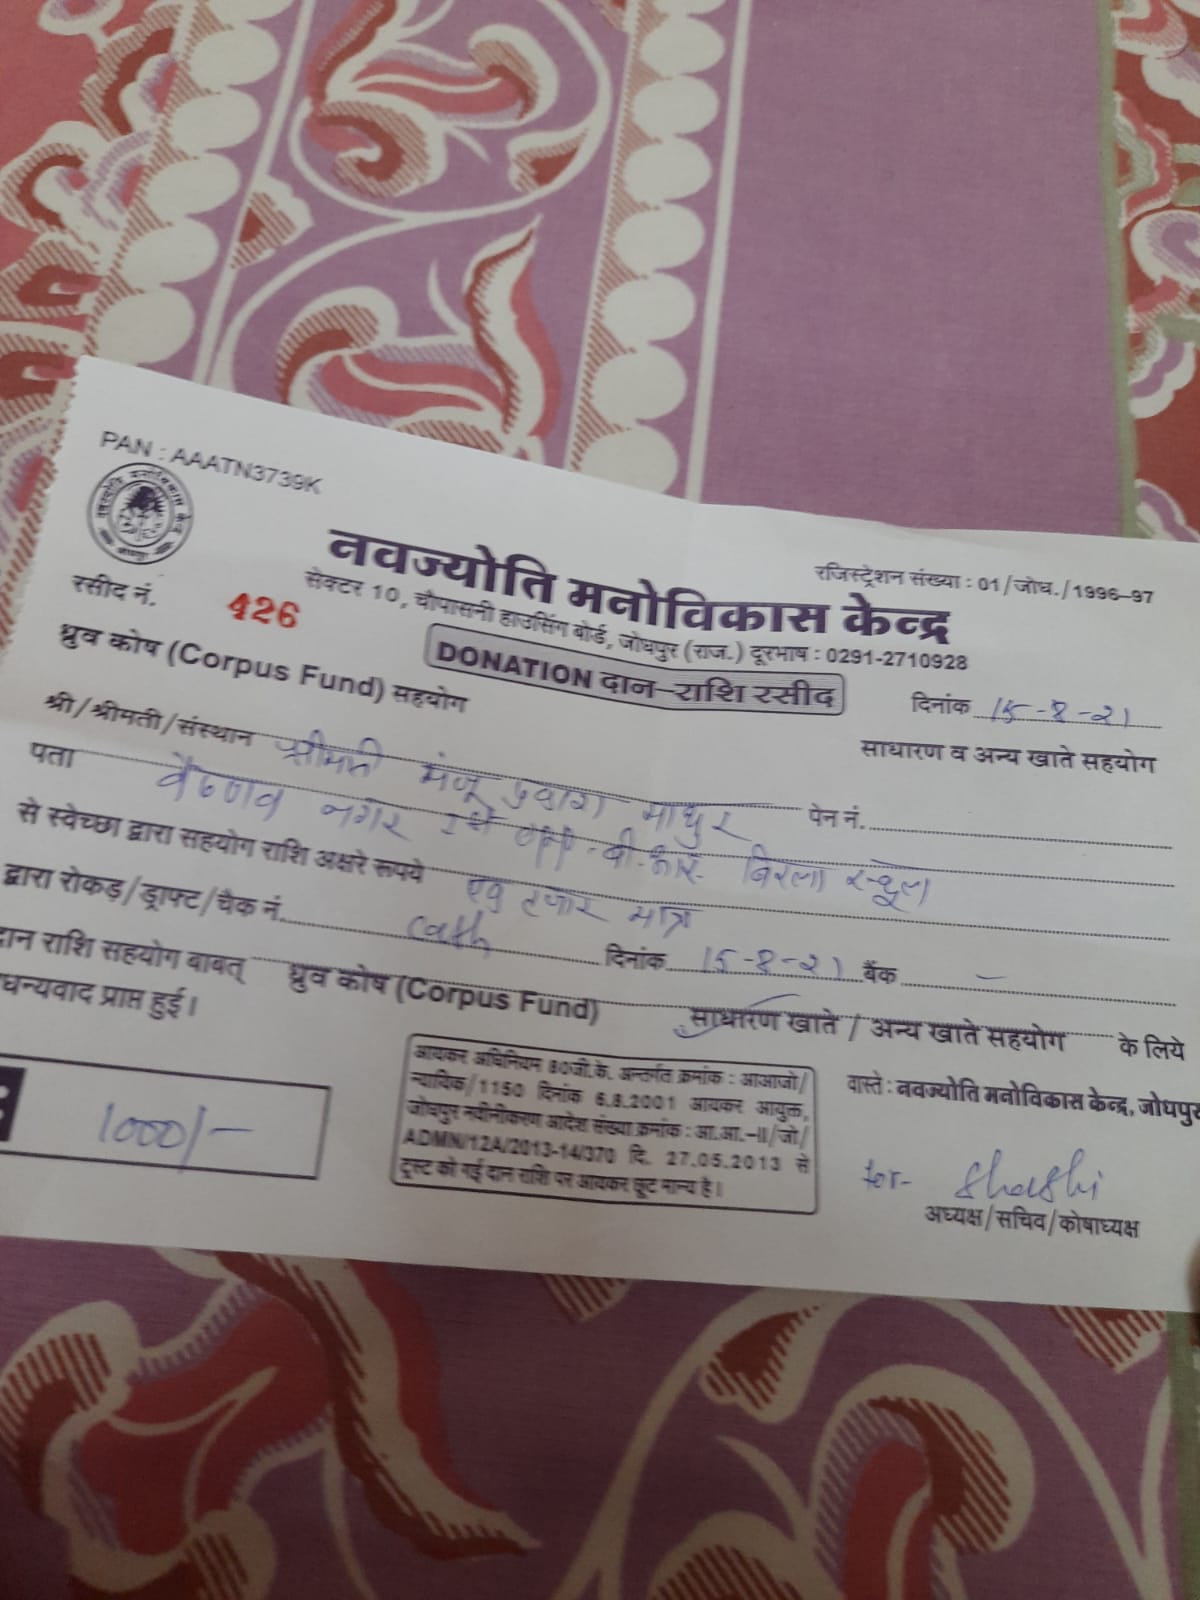 PAN : AAATN3739K
रजिस्ट्रेशन संख्या : 01/जोध./1996–97
नवज्योति मनोविकास केन्द्र
सेक्टर 10, चौपासनी हाउसिंग बोर्ड, जोधपुर (राज.) दूरभाष : 0291-2710928
रसीद नं. 426
DONATION दान–राशि रसीद
दिनांक 15-8-21
ध्रुव कोष (Corpus Fund) सहयोग
साधारण व अन्य खाते सहयोग
श्री/श्रीमती/संस्थान श्रीमती मंजू माथुर पेन नं.
पता वैष्णव नगर बी.आर. बिरला स्कूल
से स्वेच्छा द्वारा सहयोग राशि अक्षरे रूपये एक हजार मात्र
द्वारा रोकड़/ड्राफ्ट/चैक नं. cash दिनांक 15-8-21 बैंक –
दान राशि सहयोग बाबत् ध्रुव कोष (Corpus Fund) साधारण खाते / अन्य खाते सहयोग के लिये
धन्यवाद प्राप्त हुई।
1000/–
आयकर अधिनियम 80जी.के. अन्तर्गत क्रमांक : आआजो/
न्यायिक/1150 दिनांक 6.8.2001 आयकर आयुक्त,
जोधपुर नवीनीकरण आदेश संख्या क्रमांक : आ.आ.–II/जो/
ADMN/12A/2013-14/370 दि. 27.05.2013 से
ट्रस्ट को गई दान राशि पर आयकर छूट मान्य है।
वास्ते : नवज्योति मनोविकास केन्द्र, जोधपुर
for- Shashi
अध्यक्ष/सचिव/कोषाध्यक्ष